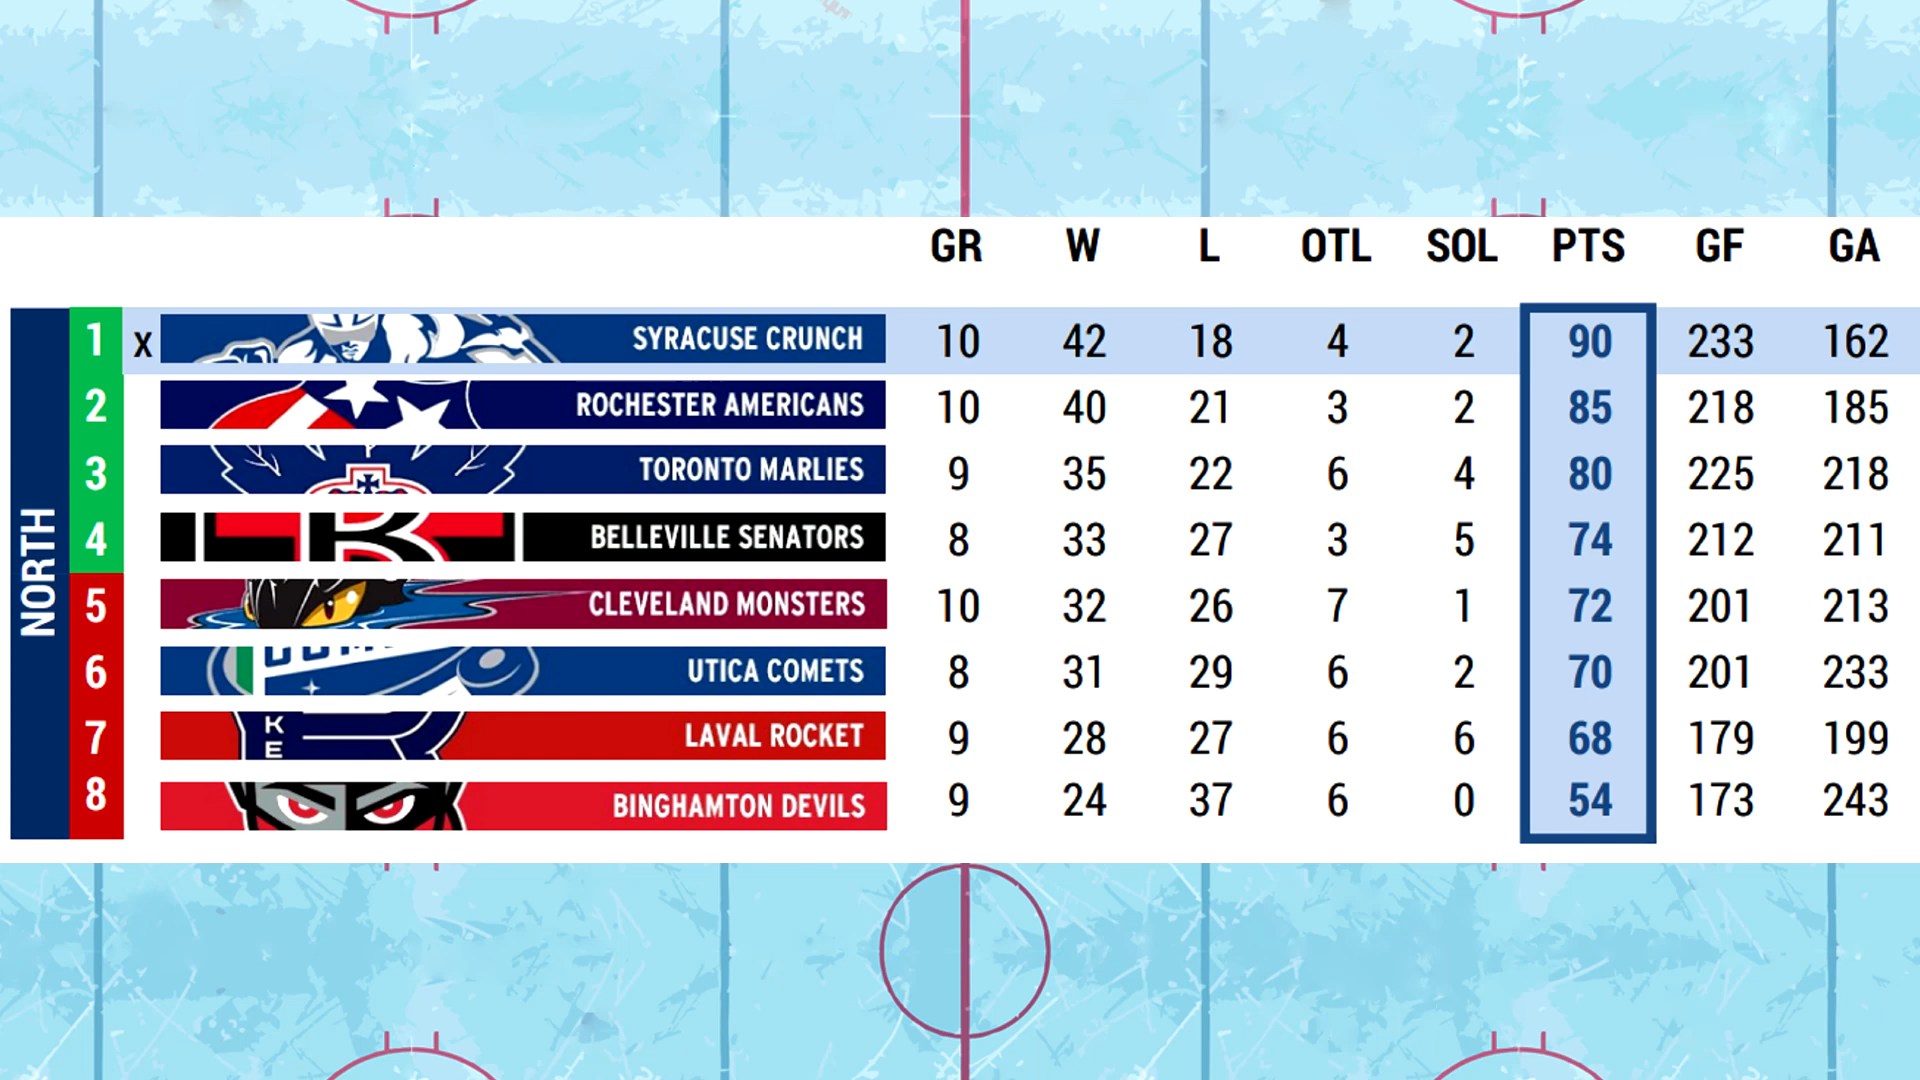 GR W L OTL SOL PTS GF GA
NORTH
1 x SYRACUSE CRUNCH 10 42 18 4 2 90 233 162
2 ROCHESTER AMERICANS 10 40 21 3 2 85 218 185
3 TORONTO MARLIES 9 35 22 6 4 80 225 218
4 BELLEVILLE SENATORS 8 33 27 3 5 74 212 211
5 CLEVELAND MONSTERS 10 32 26 7 1 72 201 213
6 UTICA COMETS 8 31 29 6 2 70 201 233
7 KE LAVAL ROCKET 9 28 27 6 6 68 179 199
8 BINGHAMTON DEVILS 9 24 37 6 0 54 173 243